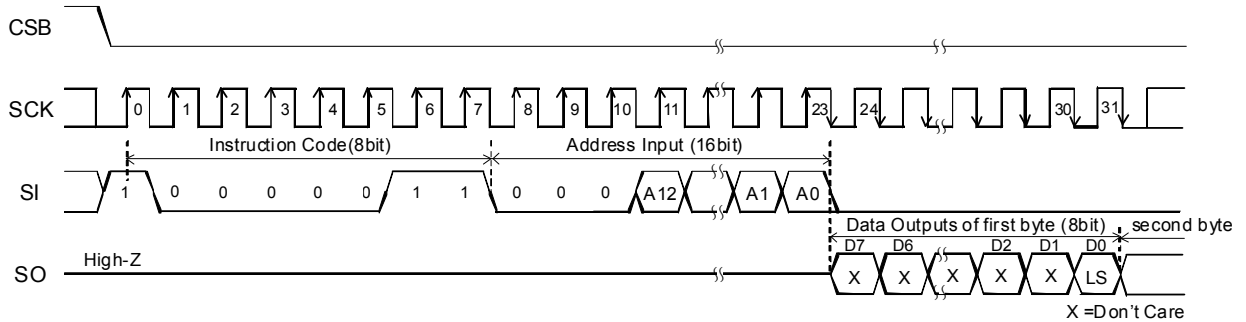 CSB
SCK 0 1 2 3 4 5 6 7 8 9 10 11 23 24 30 31
Instruction Code(8bit) Address Input (16bit)
SI 1 0 0 0 0 0 1 1 0 0 0 A12 A1 A0
Data Outputs of first byte (8bit) second byte
D7 D6 D2 D1 D0
High-Z
SO X X X X X LS
X =Don't Care